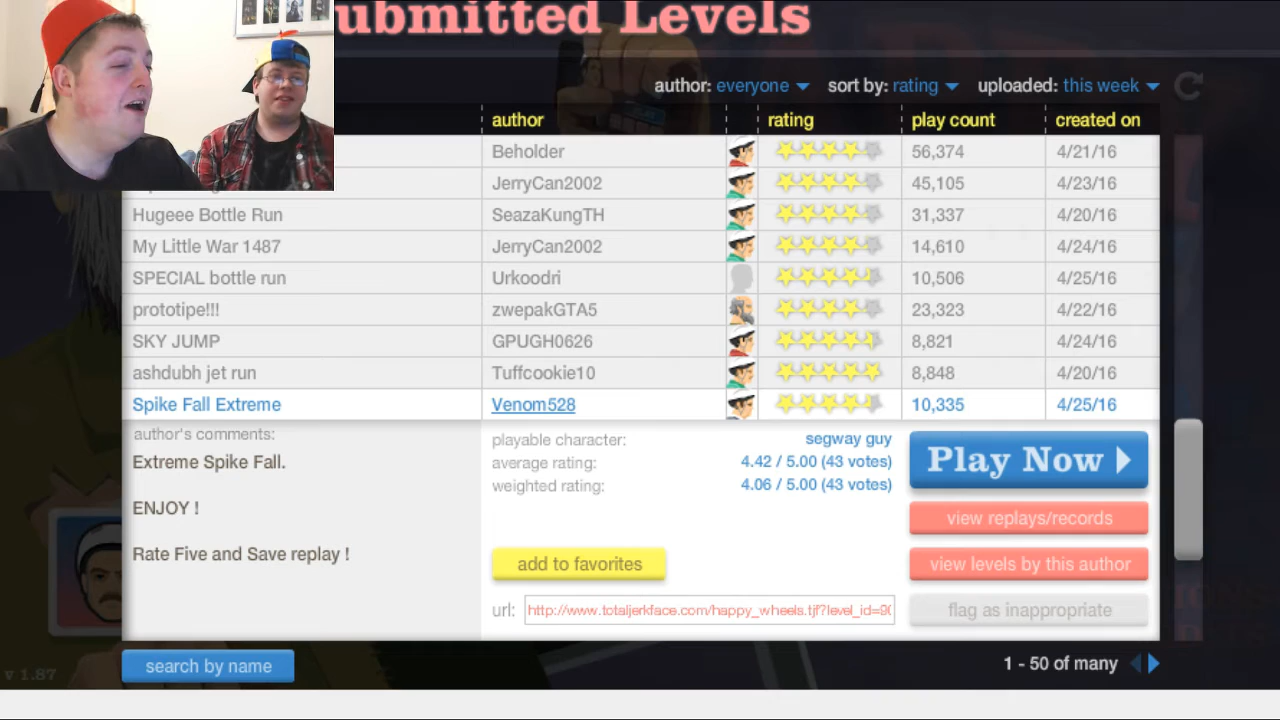 ubmitted Levels
author: everyone sort by: rating uploaded: this week
author rating play count created on
Beholder 56,374 4/21/16
JerryCan2002 45,105 4/23/16
Hugeee Bottle Run SeazaKungTH 31,337 4/20/16
My Little War 1487 JerryCan2002 14,610 4/24/16
SPECIAL bottle run Urkoodri 10,506 4/25/16
prototipe!!! zwepakGTA5 23,323 4/22/16
SKY JUMP GPUGH0626 8,821 4/24/16
ashdubh jet run Tuffcookie10 8,848 4/20/16
Spike Fall Extreme Venom528 10,335 4/25/16
author's comments:
Extreme Spike Fall.
ENJOY !
Rate Five and Save replay !
playable character: segway guy
average rating: 4.42 / 5.00 (43 votes)
weighted rating: 4.06 / 5.00 (43 votes)
add to favorites
url: http://www.totaljerkface.com/happy_wheels.tjf?level_id=9
Play Now
view replays/records
view levels by this author
flag as inappropriate
v 1.87
search by name
1 - 50 of many